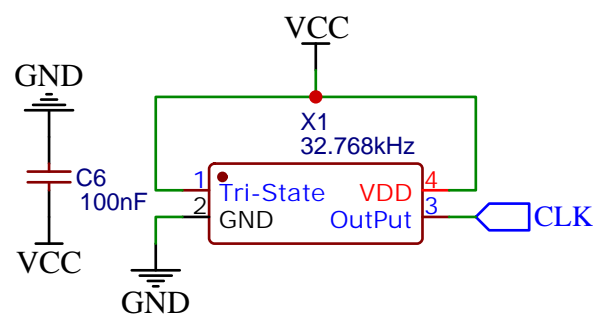 VCC
GND
X1
32.768kHz
C6
100nF
1
Tri-State
VDD
4
2
GND
OutPut
3
CLK
VCC
GND